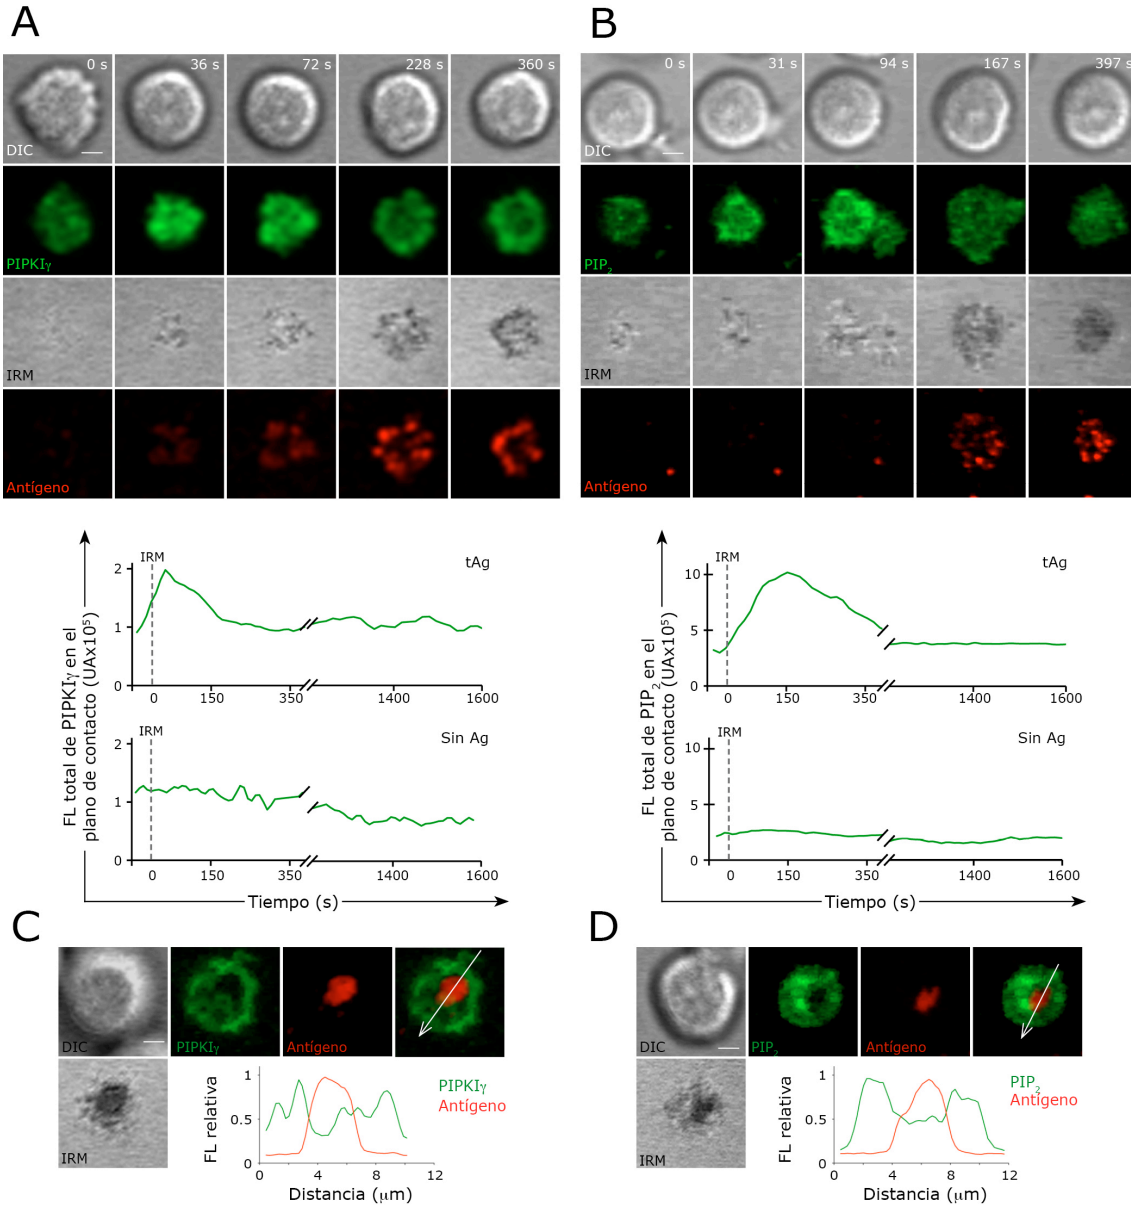 A
B
0 s
36 s
72 s
228 s
360 s
DIC
0 s
31 s
94 s
167 s
397 s
DIC
PIPKIγ
PIP2
IRM
IRM
Antígeno
Antígeno
FL total de PIPKIγ en el
plano de contacto (UAx10⁵)
IRM
tAg
2
1
0
0
150
350
1400
1600
IRM
Sin Ag
2
1
0
0
150
350
1400
1600
Tiempo (s)
FL total de PIP2 en el
plano de contacto (UAx10⁵)
IRM
tAg
10
5
0
0
150
350
1400
1600
IRM
Sin Ag
10
5
0
0
150
350
1400
1600
Tiempo (s)
C
DIC
PIPKIγ
Antígeno
IRM
FL relativa
1
0.5
0
0
4
8
12
Distancia (μm)
PIPKIγ
Antígeno
D
DIC
PIP2
Antígeno
IRM
FL relativa
1
0.5
0
0
4
8
12
Distancia (μm)
PIP2
Antígeno